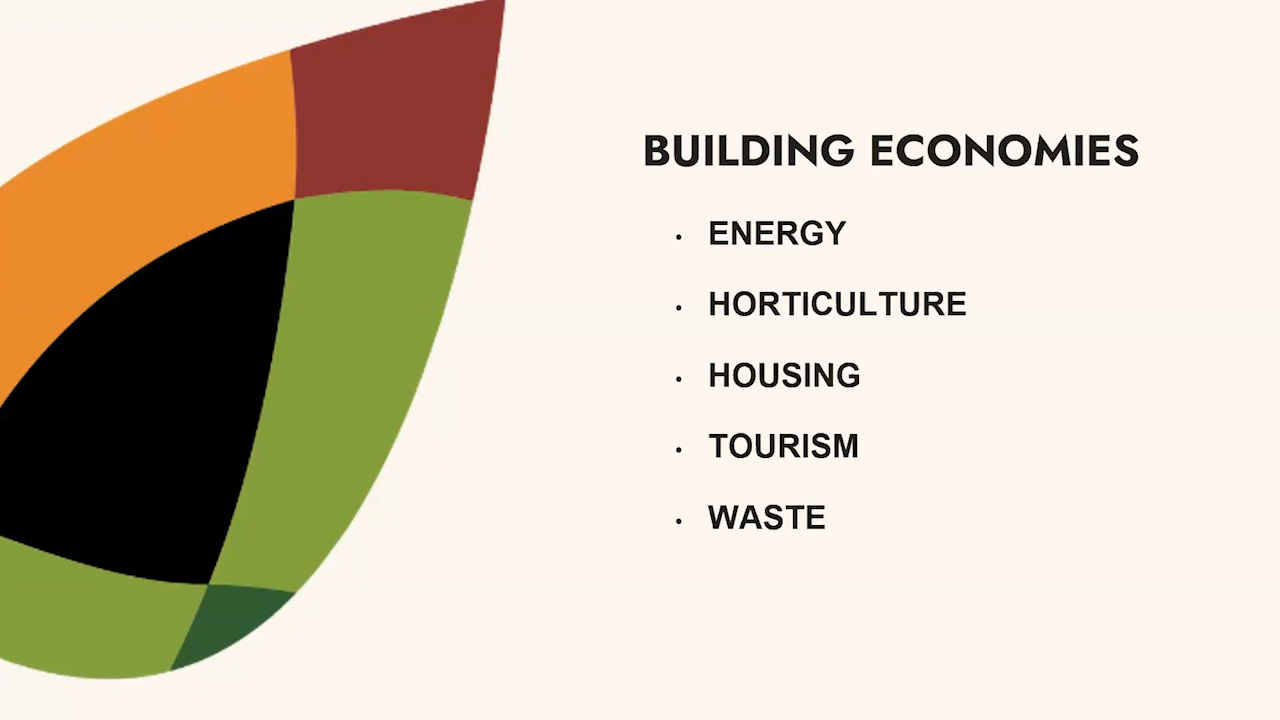 BUILDING ECONOMIES
• ENERGY
• HORTICULTURE
• HOUSING
• TOURISM
• WASTE